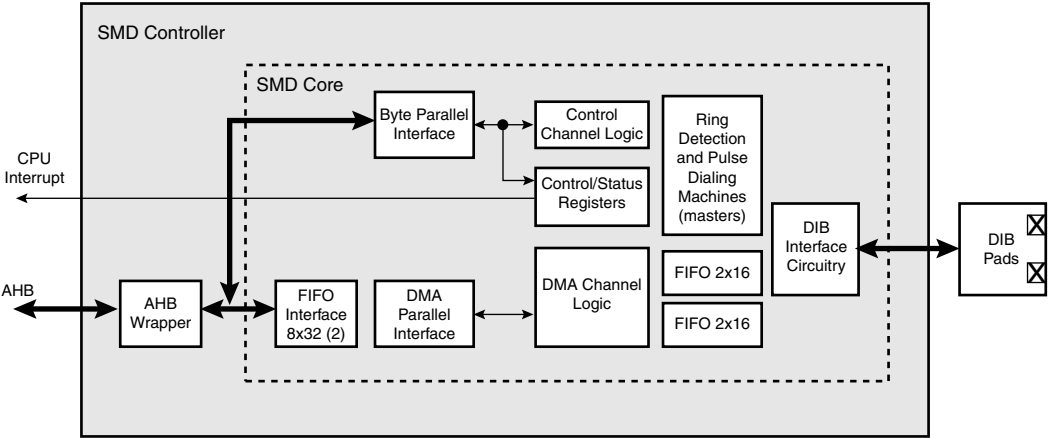 SMD Controller
SMD Core
Byte Parallel
Interface
Control
Channel Logic
Ring
Detection
and Pulse
Dialing
Machines
(masters)
CPU
Interrupt
Control/Status
Registers
DIB
Interface
Circuitry
DIB
Pads
AHB
AHB
Wrapper
FIFO
Interface
8x32 (2)
DMA
Parallel
Interface
DMA Channel
Logic
FIFO 2x16
FIFO 2x16